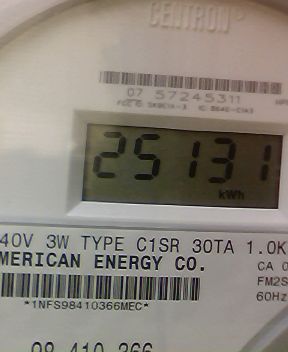 CENTRON®
07 57245311
25131
kWh
40V 3W TYPE C1SR 30TA 1.0K
MERICAN ENERGY CO.
CA 0
FM2S
*1NFS98410366MEC*
60Hz
98 410 366